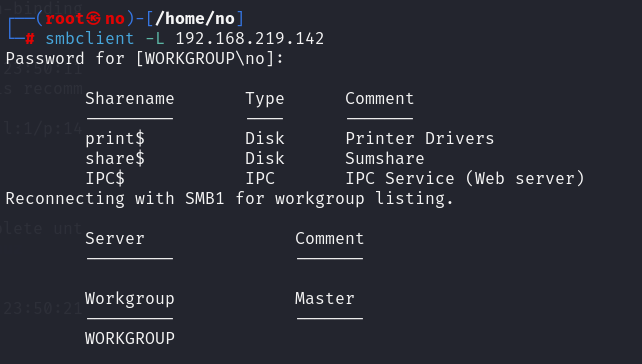 ┌──(root㉿no)-[/home/no]
└─# smbclient -L 192.168.219.142
Password for [WORKGROUP\no]:
Sharename Type Comment
--------- ---- -------
print$ Disk Printer Drivers
share$ Disk Sumshare
IPC$ IPC IPC Service (Web server)
Reconnecting with SMB1 for workgroup listing.
Server Comment
--------- -------
Workgroup Master
--------- -------
WORKGROUP